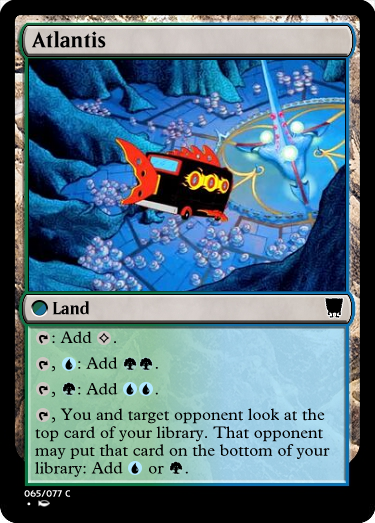 Atlantis
Land
: Add .
, : Add .
, : Add .
, You and target opponent look at the
top card of your library. That opponent
may put that card on the bottom of your
library: Add or .
065/077 C